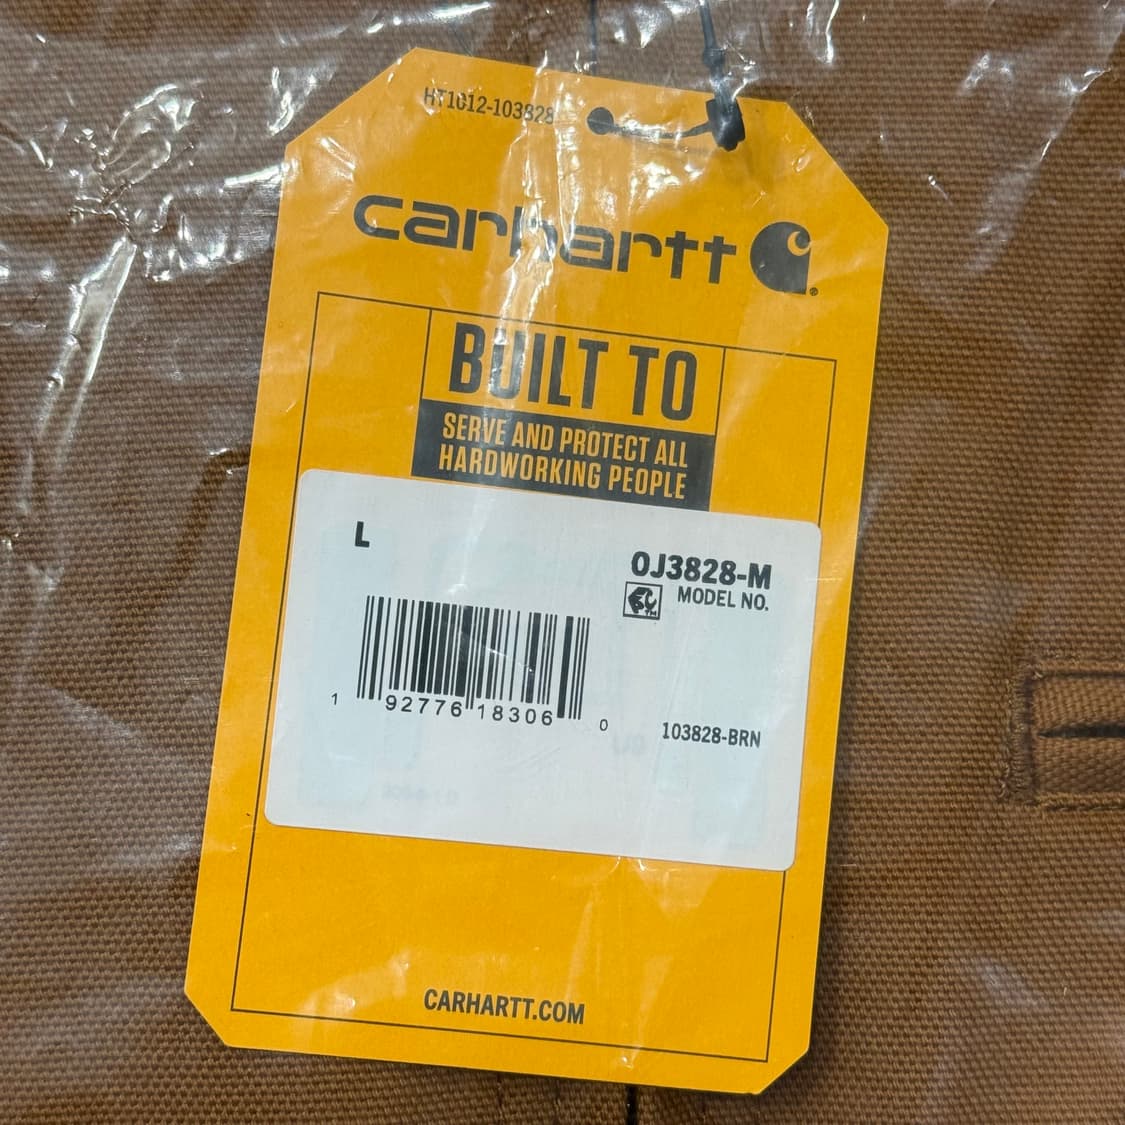 HT1012-103828
carhartt
BUILT TO
SERVE AND PROTECT ALL
HARDWORKING PEOPLE
L
OJ3828-M
MODEL NO.
1 92776 18306 0
103828-BRN
CARHARTT.COM